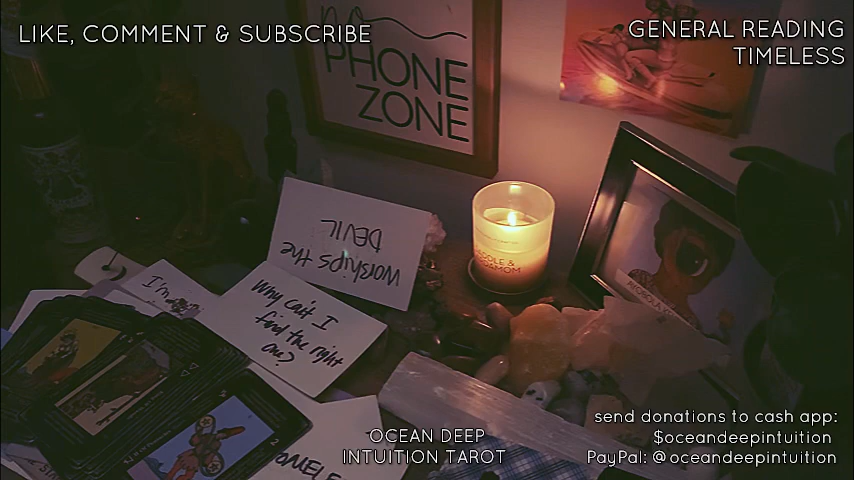 LIKE, COMMENT & SUBSCRIBE
GENERAL READING
TIMELESS
NO
PHONE
ZONE
WORSHIPS THE
DEVIL
I'm
Why can't I
find the right
one?
send donations to cash app:
$oceandeepintuition
PayPal: @oceandeepintuition
OCEAN DEEP
INTUITION TAROT